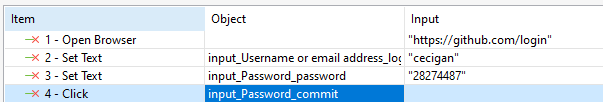 Item Object Input
1 - Open Browser "https://github.com/login"
2 - Set Text input_Username or email address_log "cecigan"
3 - Set Text input_Password_password "28274487"
4 - Click input_Password_commit